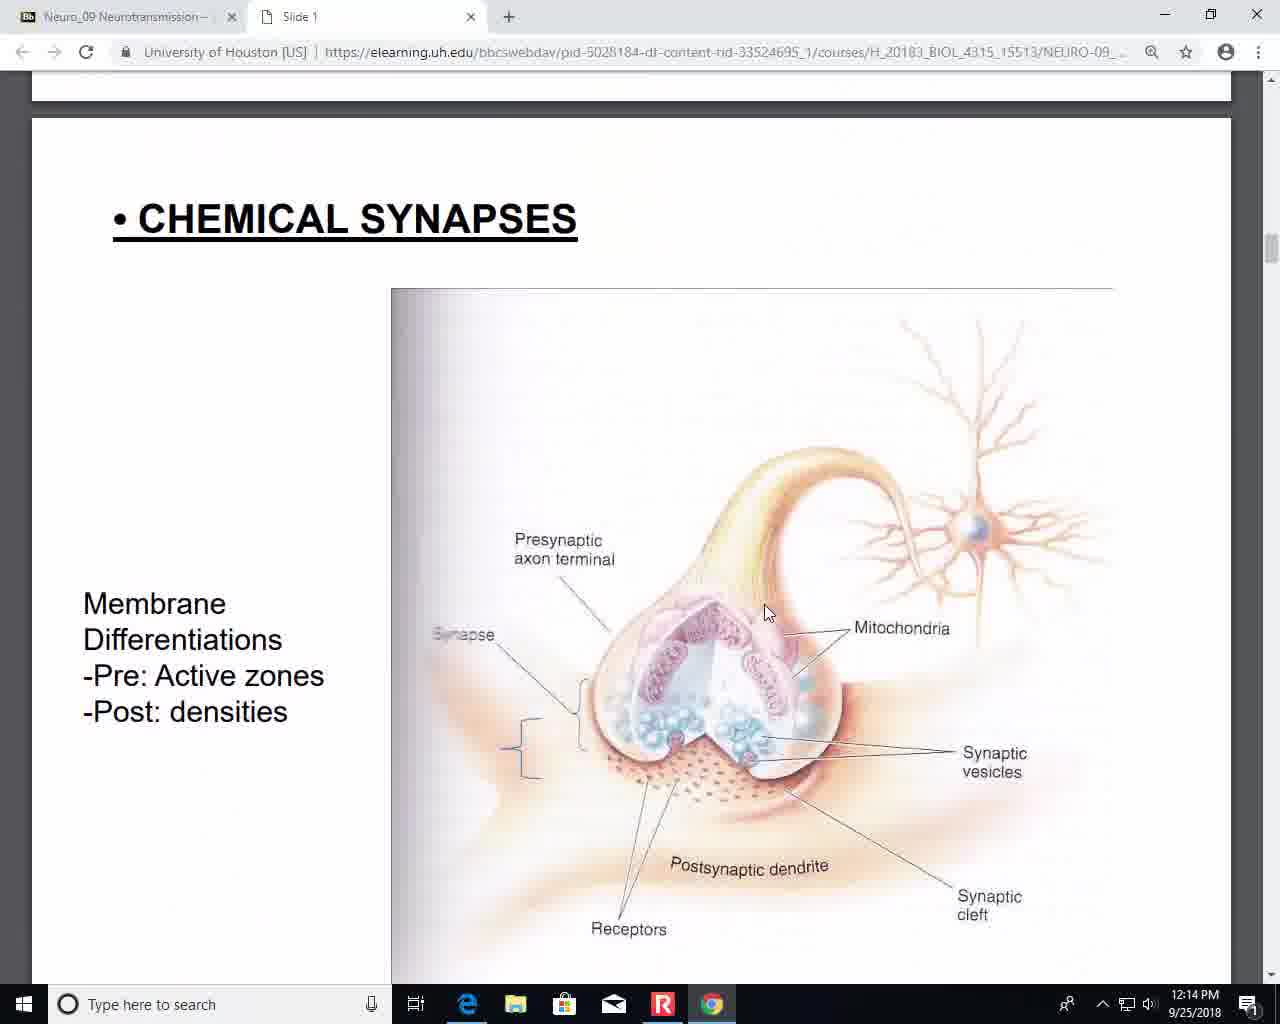 Neuro_09 Neurotransmission –
Slide 1
University of Houston [US]
https://elearning.uh.edu/bbcswebdav/pid-5028184-dt-content-rid-33524695_1/courses/H_20183_BIOL_4315_15513/NEURO-09_...
• CHEMICAL SYNAPSES
Presynaptic
axon terminal
Membrane
Differentiations
-Pre: Active zones
-Post: densities
Synapse
Mitochondria
Synaptic
vesicles
Postsynaptic dendrite
Synaptic
cleft
Receptors
Type here to search
12:14 PM
9/25/2018
1